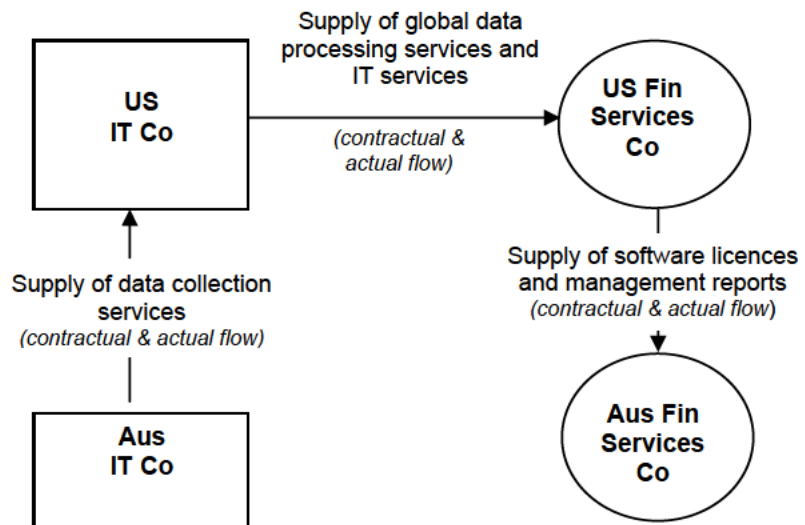 Supply of global data
processing services and
IT services
US
IT Co
(contractual &
actual flow)
US Fin
Services
Co
Supply of data collection
services
(contractual & actual flow)
Supply of software licences
and management reports
(contractual & actual flow)
Aus
IT Co
Aus Fin
Services
Co